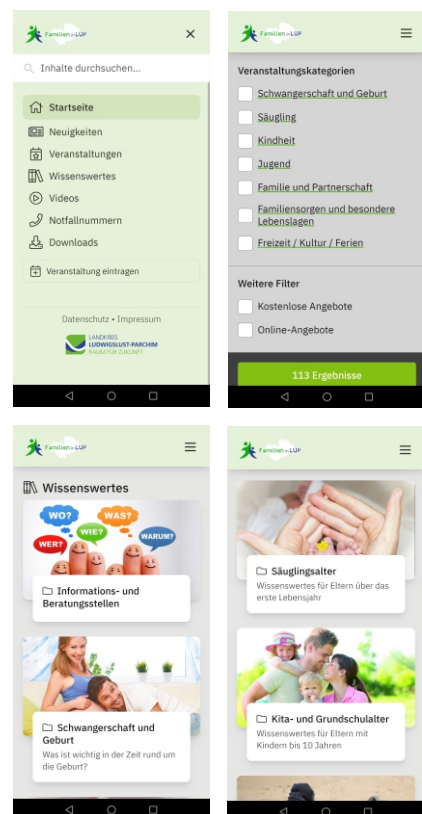 Familien in LUP
Inhalte durchsuchen...
Startseite
Neuigkeiten
Veranstaltungen
Wissenswertes
Videos
Notfallnummern
Downloads
Veranstaltung eintragen
Datenschutz • Impressum
LANDKREIS
LUDWIGSLUST-PARCHIM
RAUM FÜR ZUKUNFT
Familien in LUP
Veranstaltungskategorien
Schwangerschaft und Geburt
Säugling
Kindheit
Jugend
Familie und Partnerschaft
Familiensorgen und besondere
Lebenslagen
Freizeit / Kultur / Ferien
Weitere Filter
Kostenlose Angebote
Online-Angebote
113 Ergebnisse
Familien in LUP
Wissenswertes
WO?
WAS?
WIE?
WER?
WARUM?
Informations- und
Beratungsstellen
Schwangerschaft und
Geburt
Was ist wichtig in der Zeit rund um
die Geburt?
Familien in LUP
Säuglingsalter
Wissenswertes für Eltern über das
erste Lebensjahr
Kita- und Grundschulalter
Wissenswertes für Eltern mit
Kindern bis 10 Jahren